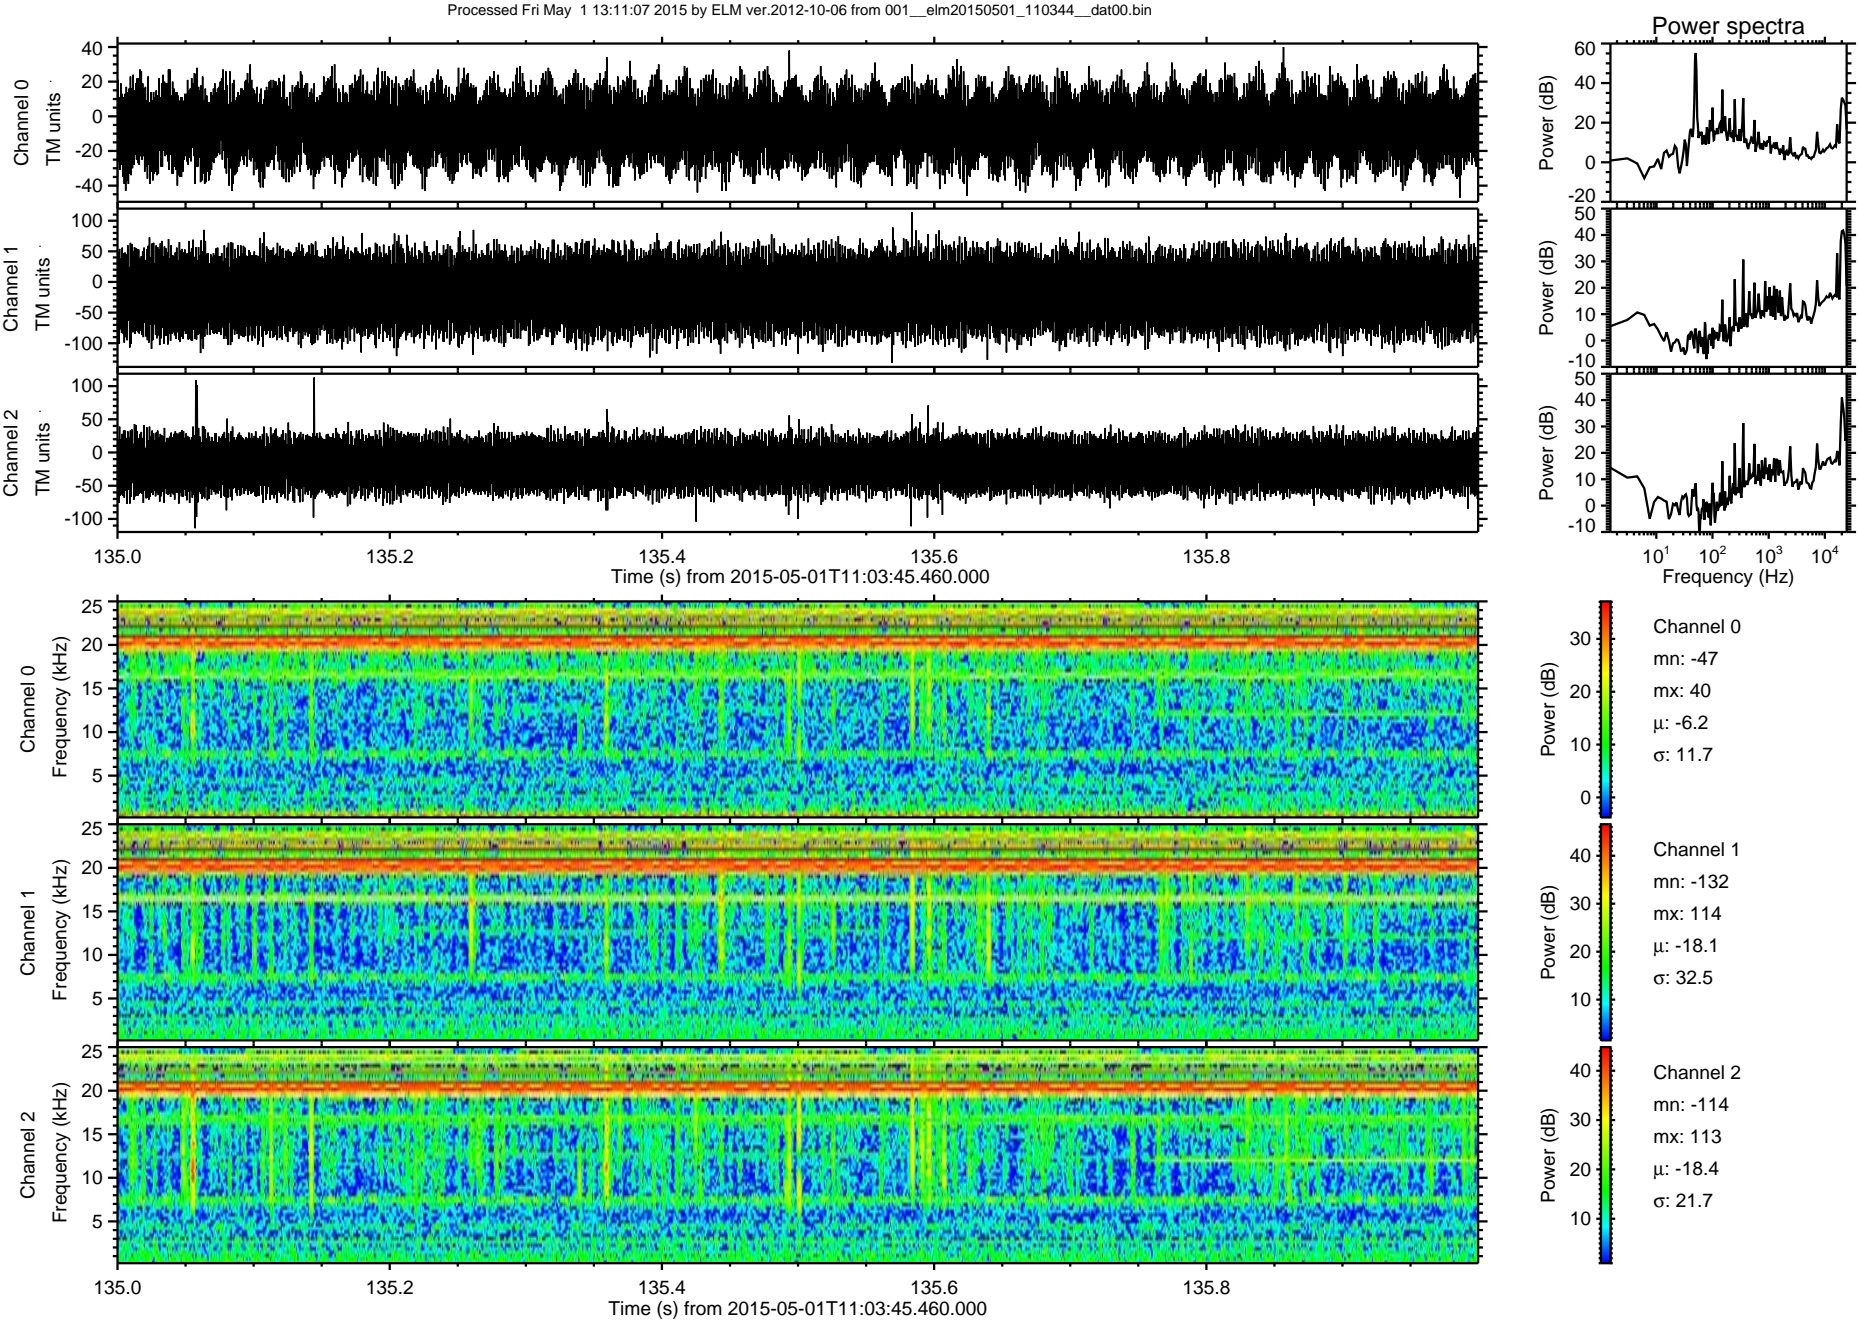 Processed Fri May  1 13:11:07 2015 by ELM ver.2012-10-06 from 001__elm20150501_110344__dat00.bin
Power spectra
Channel 0
TM units
40
20
0
-20
-40
Power (dB)
60
40
20
0
-20
Channel 1
TM units
100
50
0
-50
-100
Power (dB)
50
40
30
20
10
0
-10
Channel 2
TM units
100
50
0
-50
-100
Power (dB)
50
40
30
20
10
0
-10
135.0 135.2 135.4 135.6 135.8
Time (s) from 2015-05-01T11:03:45.460.000
10^1 10^2 10^3 10^4
Frequency (Hz)
Channel 0
Frequency (kHz)
25
20
15
10
5
Power (dB)
30
20
10
0
Channel 0
mn: -47
mx: 40
μ: -6.2
σ: 11.7
Channel 1
Frequency (kHz)
25
20
15
10
5
Power (dB)
40
30
20
10
Channel 1
mn: -132
mx: 114
μ: -18.1
σ: 32.5
Channel 2
Frequency (kHz)
25
20
15
10
5
Power (dB)
40
30
20
10
Channel 2
mn: -114
mx: 113
μ: -18.4
σ: 21.7
135.0 135.2 135.4 135.6 135.8
Time (s) from 2015-05-01T11:03:45.460.000